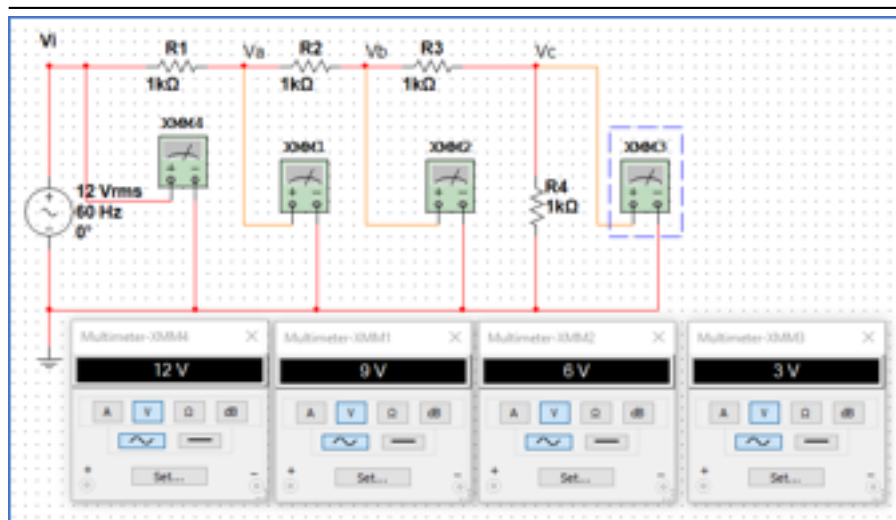 Vi
R1
Va
R2
Vb
R3
Vc
1kΩ
1kΩ
1kΩ
XMM4
XMM1
XMM2
XMM3
12 Vrms
60 Hz
0°
R4
1kΩ
Multimeter-XMM4
Multimeter-XMM1
Multimeter-XMM2
Multimeter-XMM3
12 V
9 V
6 V
3 V
A V Ω dB
A V Ω dB
A V Ω dB
A V Ω dB
Set...
Set...
Set...
Set...